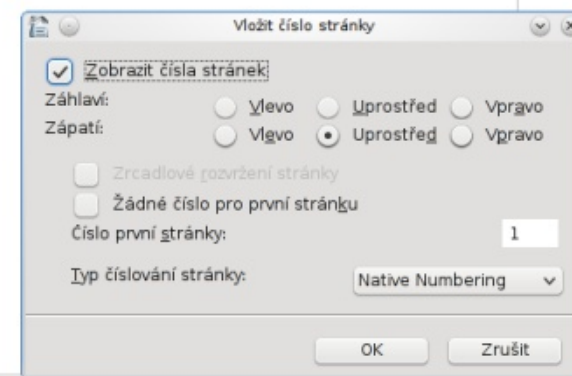 Vložit číslo stránky
Zobrazit čísla stránek
Záhlaví: Vlevo Uprostřed Vpravo
Zápatí: Vlevo Uprostřed Vpravo
Zrcadlové rozvržení stránky
Žádné číslo pro první stránku
Číslo první stránky: 1
Typ číslování stránky: Native Numbering
OK Zrušit